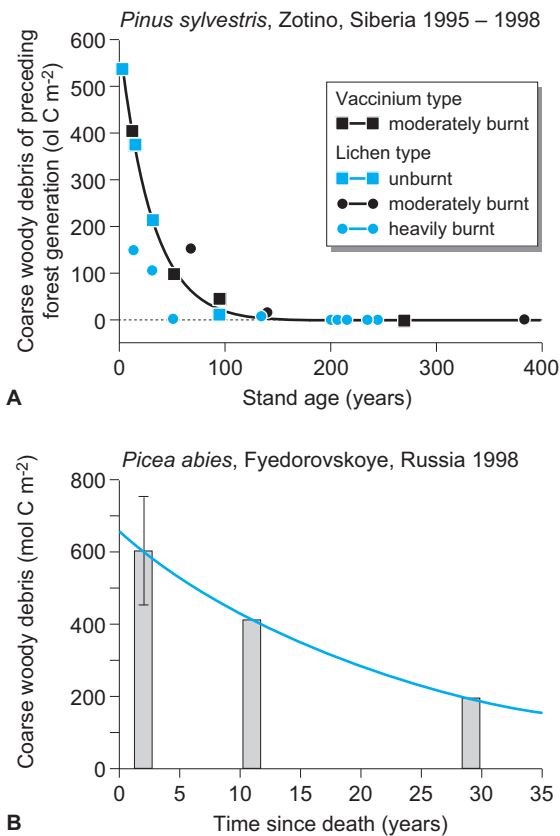 Pinus sylvestris, Zotino, Siberia 1995 – 1998
Coarse woody debris of preceding
forest generation (ol C m-2)
600
500
400
300
200
100
0
Vaccinium type
moderately burnt
Lichen type
unburnt
moderately burnt
heavily burnt
0 100 200 300 400
Stand age (years)
A
Picea abies, Fyedorovskoye, Russia 1998
Coarse woody debris (mol C m-2)
800
600
400
200
0
0 5 10 15 20 25 30 35
Time since death (years)
B